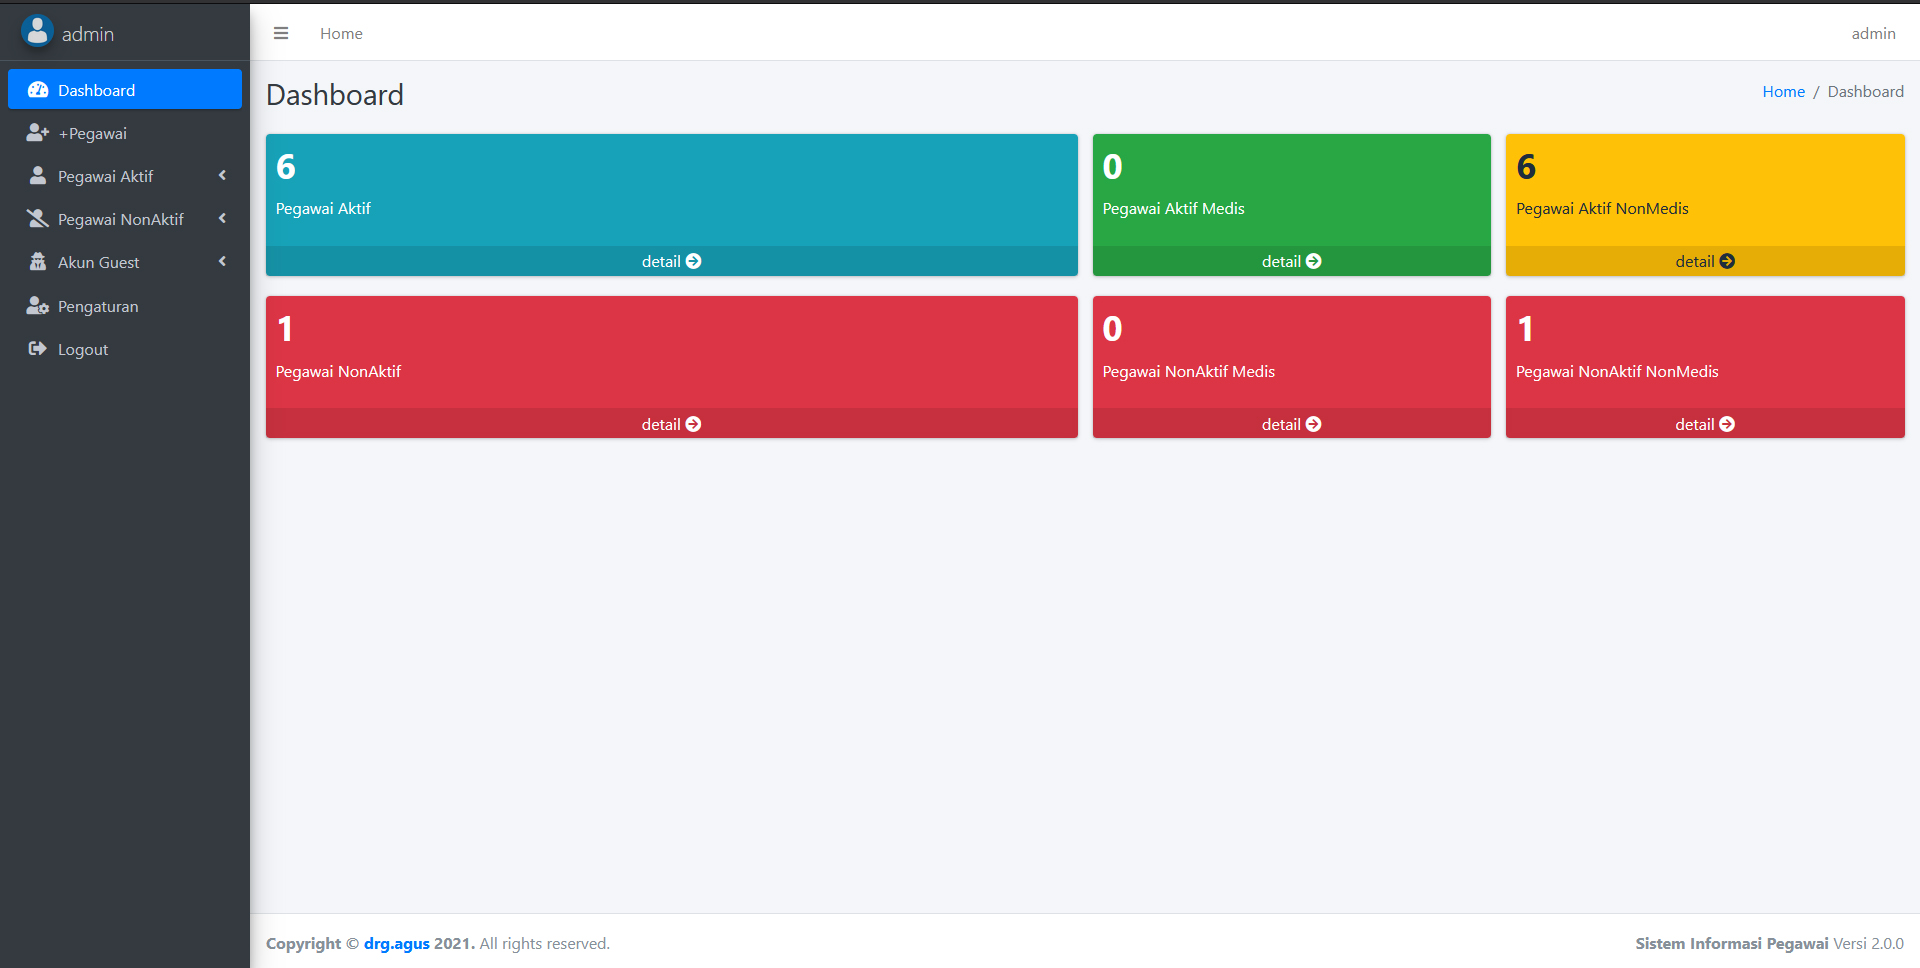 admin
Dashboard
+Pegawai
Pegawai Aktif
Pegawai NonAktif
Akun Guest
Pengaturan
Logout
Home
admin
Dashboard
Home / Dashboard
6
Pegawai Aktif
detail
0
Pegawai Aktif Medis
detail
6
Pegawai Aktif NonMedis
detail
1
Pegawai NonAktif
detail
0
Pegawai NonAktif Medis
detail
1
Pegawai NonAktif NonMedis
detail
Copyright © drg.agus 2021. All rights reserved.
Sistem Informasi Pegawai Versi 2.0.0